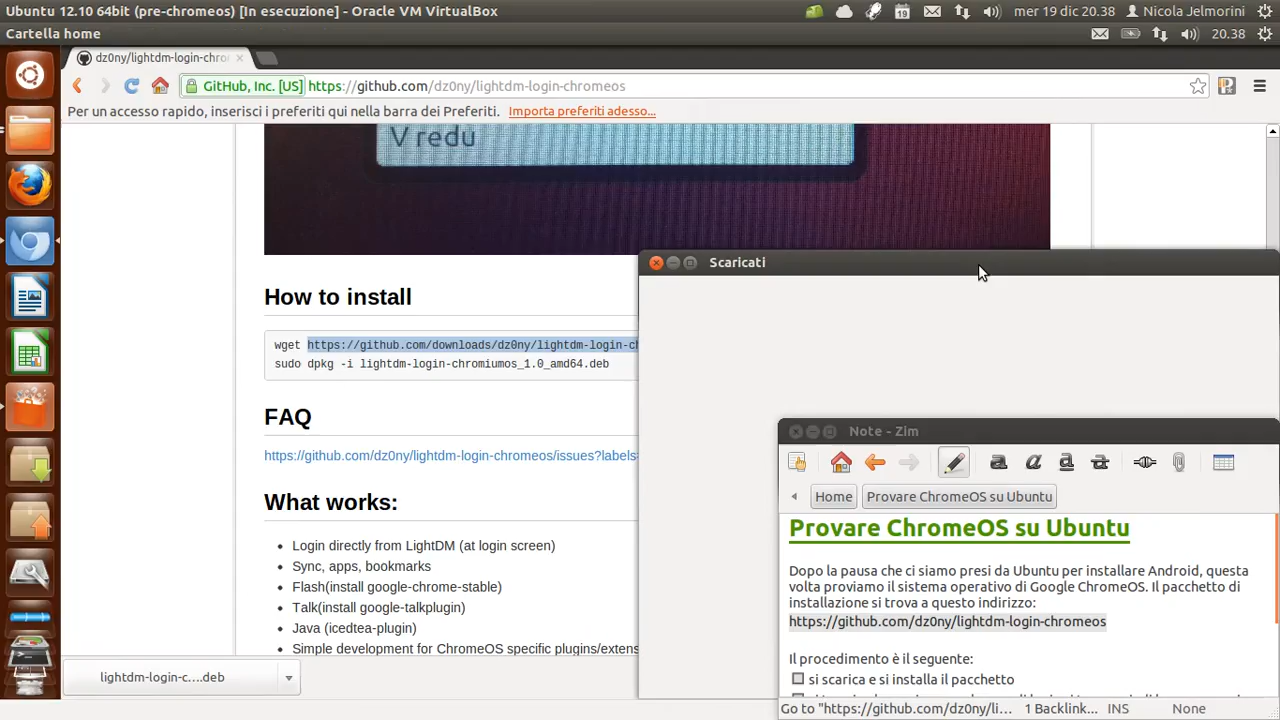 Ubuntu 12.10 64bit (pre-chromeos) [In esecuzione] - Oracle VM VirtualBox
19
mer 19 dic 20.38
Nicola Jelmorini
Cartella home
20.38
dz0ny/lightdm-login-chro
GitHub, Inc. [US] https://github.com/dz0ny/lightdm-login-chromeos
Per un accesso rapido, inserisci i preferiti qui nella barra dei Preferiti. Importa preferiti adesso...
V redu
Scaricati
How to install
wget https://github.com/downloads/dz0ny/lightdm-login-ch
sudo dpkg -i lightdm-login-chromiumos_1.0_amd64.deb
FAQ
https://github.com/dz0ny/lightdm-login-chromeos/issues?labels=
What works:
Login directly from LightDM (at login screen)
Sync, apps, bookmarks
Flash(install google-chrome-stable)
Talk(install google-talkplugin)
Java (icedtea-plugin)
Simple development for ChromeOS specific plugins/extens
lightdm-login-c....deb
Note - Zim
Home
Provare ChromeOS su Ubuntu
Provare ChromeOS su Ubuntu
Dopo la pausa che ci siamo presi da Ubuntu per installare Android, questa
volta proviamo il sistema operativo di Google ChromeOS. Il pacchetto di
installazione si trova a questo indirizzo:
https://github.com/dz0ny/lightdm-login-chromeos
Il procedimento è il seguente:
si scarica e si installa il pacchetto
Go to "https://github.com/dz0ny/li... 1 Backlink... INS None